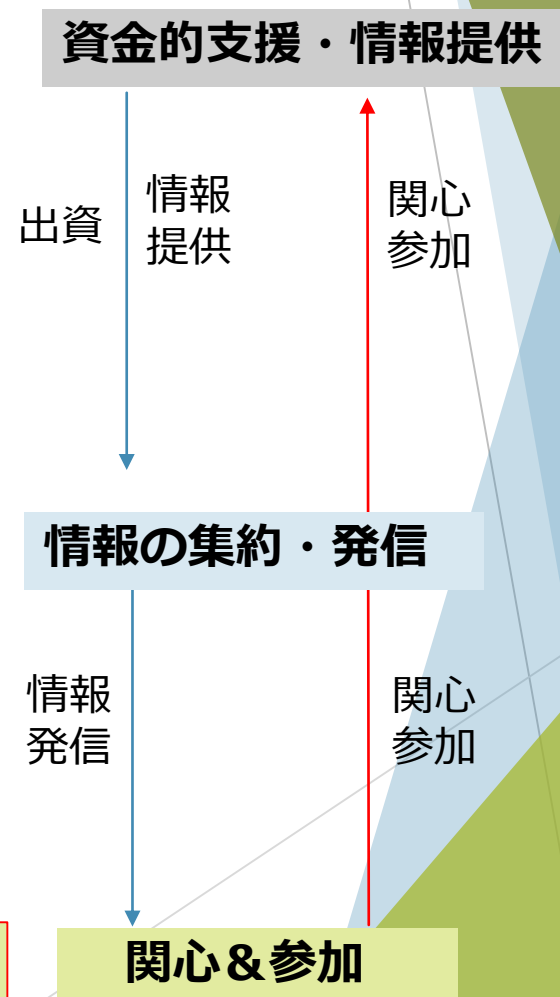 資金的支援・情報提供
出資
情報
提供
関心
参加
情報の集約・発信
情報
発信
関心
参加
関心&参加